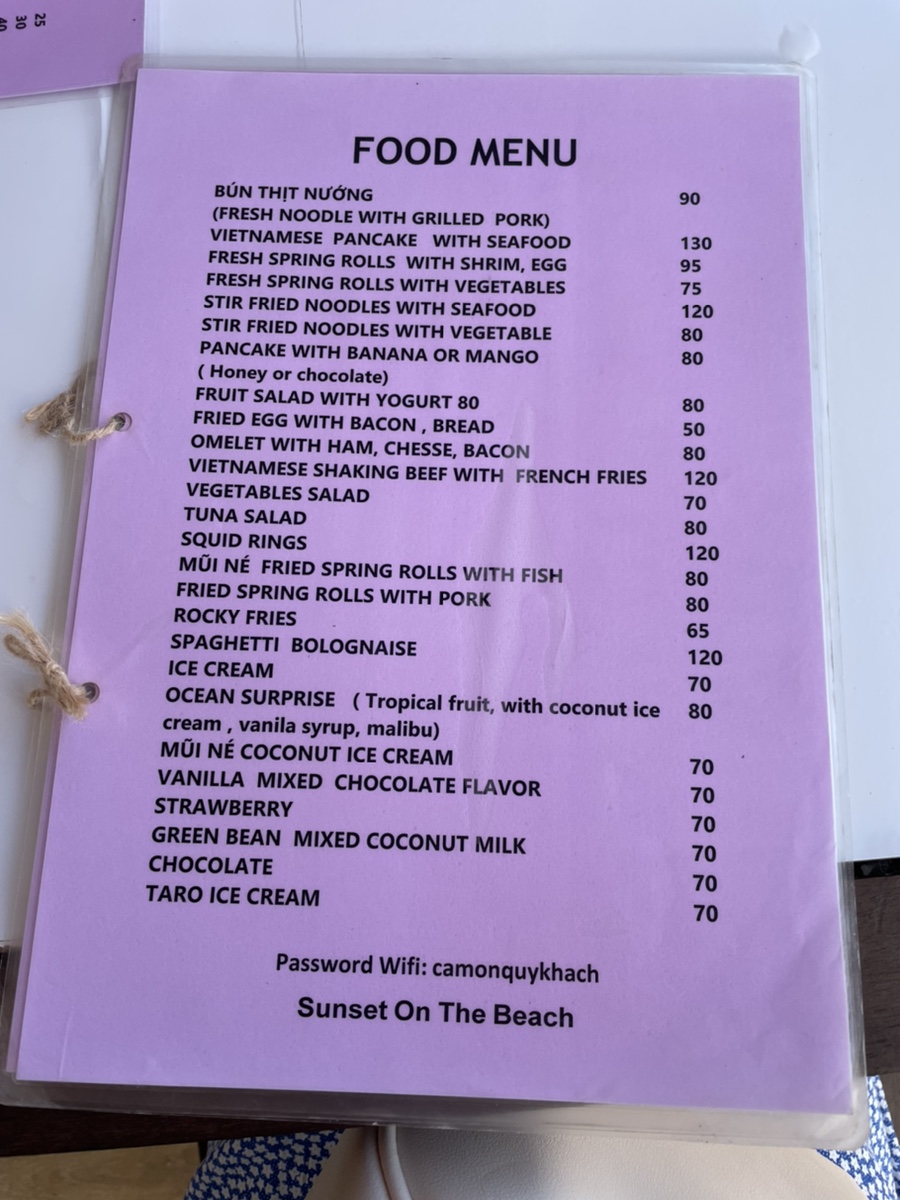 25
30
40
FOOD MENU
BÚN THỊT NƯỚNG 90
(FRESH NOODLE WITH GRILLED PORK)
VIETNAMESE PANCAKE WITH SEAFOOD 130
FRESH SPRING ROLLS WITH SHRIM, EGG 95
FRESH SPRING ROLLS WITH VEGETABLES 75
STIR FRIED NOODLES WITH SEAFOOD 120
STIR FRIED NOODLES WITH VEGETABLE 80
PANCAKE WITH BANANA OR MANGO 80
( Honey or chocolate)
FRUIT SALAD WITH YOGURT 80 80
FRIED EGG WITH BACON , BREAD 50
OMELET WITH HAM, CHESSE, BACON 80
VIETNAMESE SHAKING BEEF WITH FRENCH FRIES 120
VEGETABLES SALAD 70
TUNA SALAD 80
SQUID RINGS 120
MŨI NÉ FRIED SPRING ROLLS WITH FISH 80
FRIED SPRING ROLLS WITH PORK 80
ROCKY FRIES 65
SPAGHETTI BOLOGNAISE 120
ICE CREAM 70
OCEAN SURPRISE ( Tropical fruit, with coconut ice 80
cream , vanila syrup, malibu)
MŨI NÉ COCONUT ICE CREAM 70
VANILLA MIXED CHOCOLATE FLAVOR 70
STRAWBERRY 70
GREEN BEAN MIXED COCONUT MILK 70
CHOCOLATE 70
TARO ICE CREAM 70
Password Wifi: camonquykhach
Sunset On The Beach